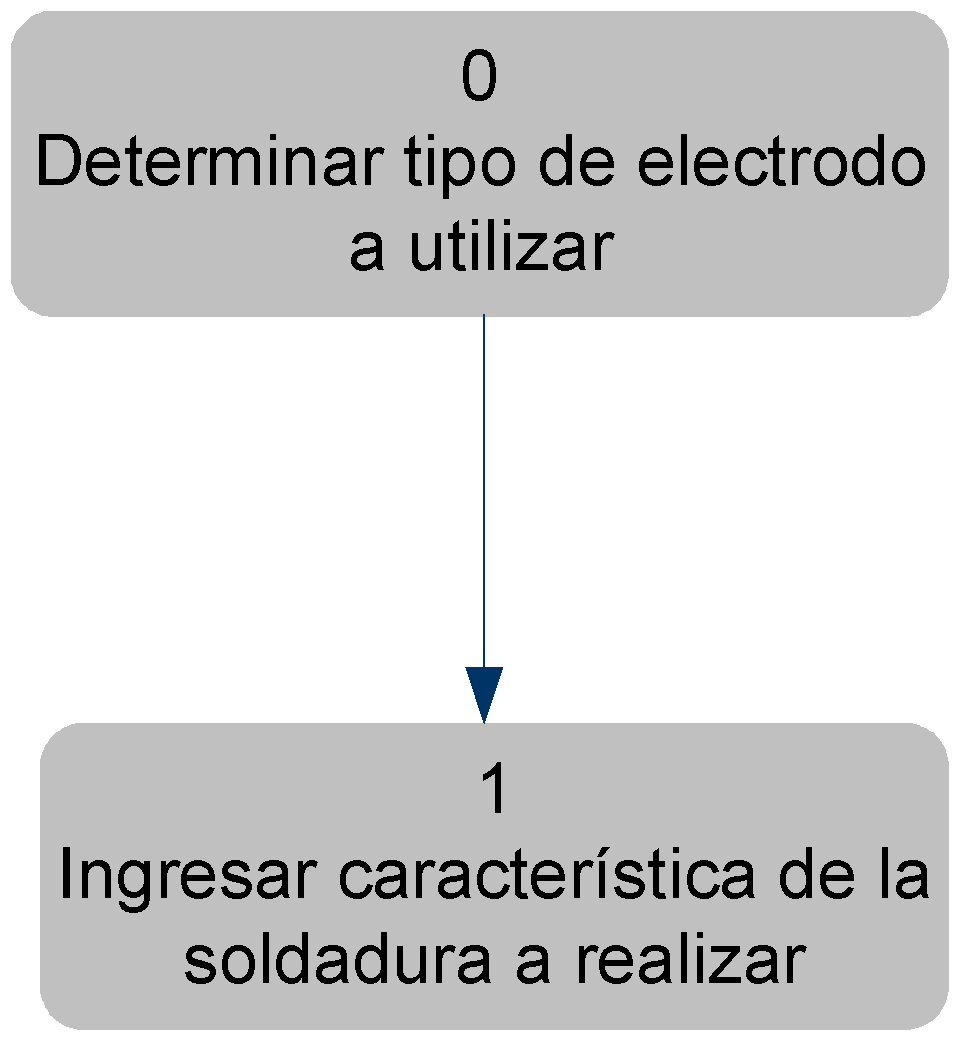 0
Determinar tipo de electrodo
a utilizar
1
Ingresar característica de la
soldadura a realizar